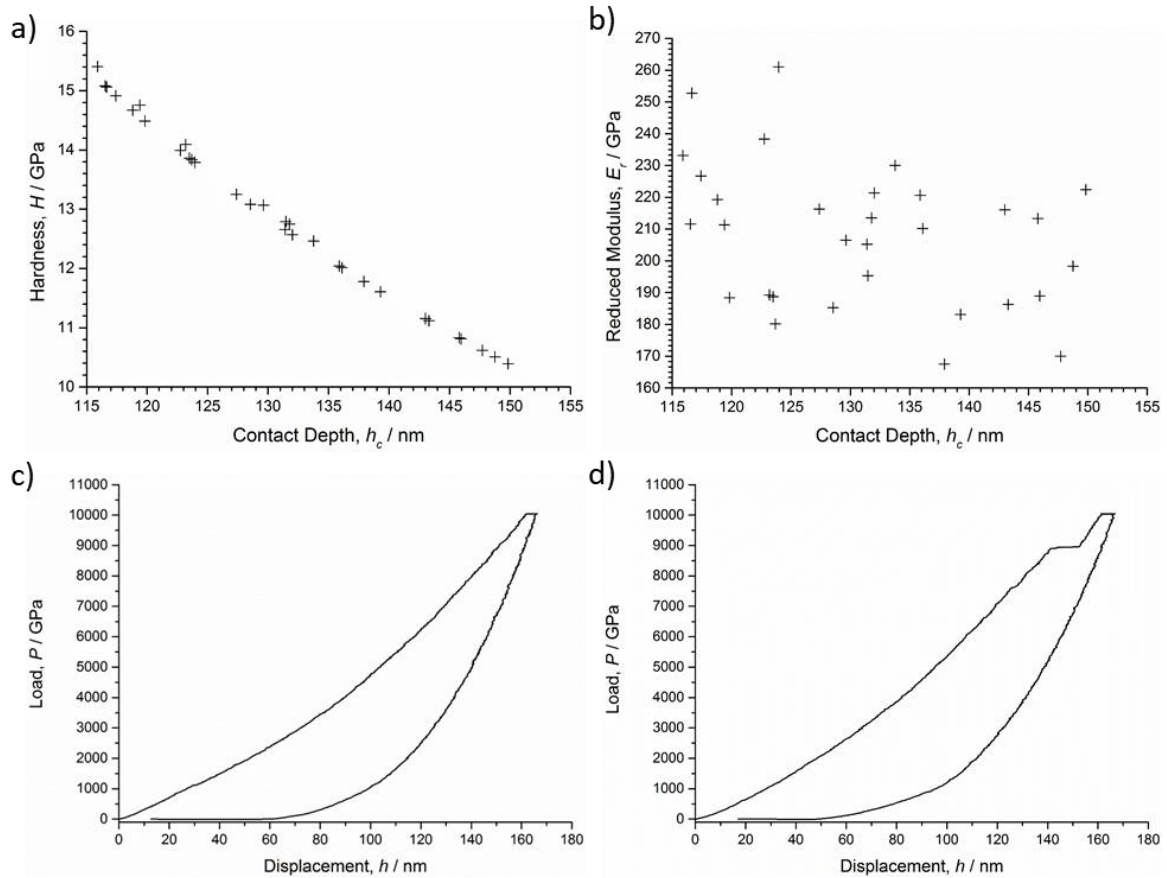 a)
16
15
14
13
12
11
10
Hardness, H / GPa
115 120 125 130 135 140 145 150 155
Contact Depth, hc / nm
b)
270
260
250
240
230
220
210
200
190
180
170
160
Reduced Modulus, Er / GPa
115 120 125 130 135 140 145 150 155
Contact Depth, hc / nm
c)
11000
10000
9000
8000
7000
6000
5000
4000
3000
2000
1000
0
Load, P / GPa
0 20 40 60 80 100 120 140 160 180
Displacement, h / nm
d)
11000
10000
9000
8000
7000
6000
5000
4000
3000
2000
1000
0
Load, P / GPa
0 20 40 60 80 100 120 140 160 180
Displacement, h / nm